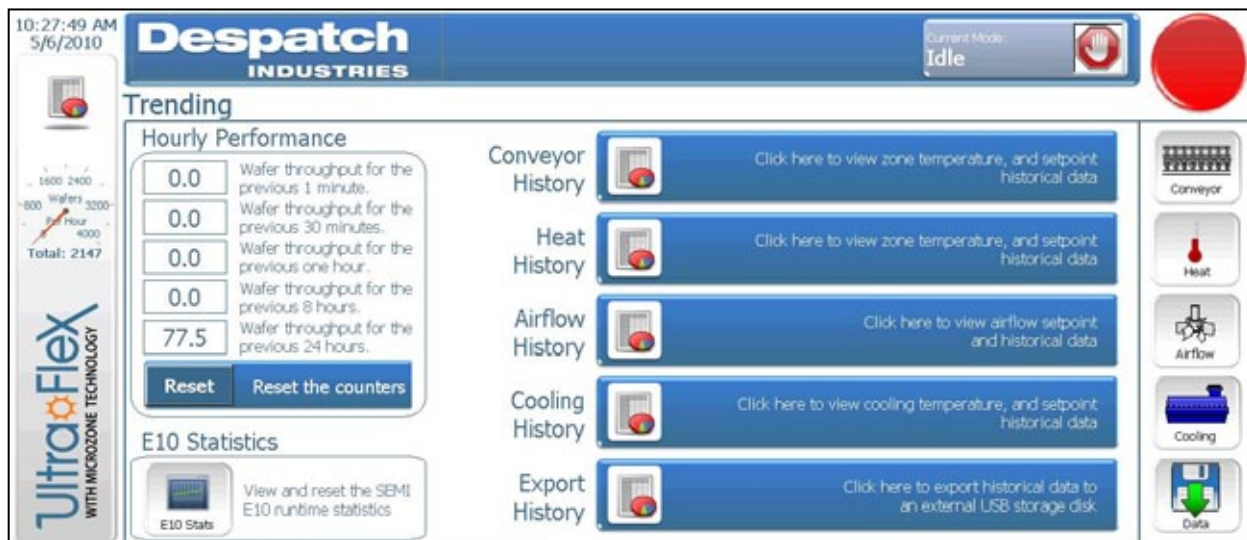 10:27:49 AM
5/6/2010
Despatch
INDUSTRIES
Current Mode:
Idle
Trending
1600 2400
800 Wafers 3200
Per Hour
4000
Total: 2147
UltraFleX
WITH MICROZONE TECHNOLOGY
Hourly Performance
0.0 Wafer throughput for the
previous 1 minute.
0.0 Wafer throughput for the
previous 30 minutes.
0.0 Wafer throughput for the
previous one hour.
0.0 Wafer throughput for the
previous 8 hours.
77.5 Wafer throughput for the
previous 24 hours.
Reset Reset the counters
E10 Statistics
E10 Stats
View and reset the SEMI
E10 runtime statistics
Conveyor
History
Click here to view zone temperature, and setpoint
historical data
Heat
History
Click here to view zone temperature, and setpoint
historical data
Airflow
History
Click here to view airflow setpoint
and historical data
Cooling
History
Click here to view cooling temperature, and setpoint
historical data
Export
History
Click here to export historical data to
an external USB storage disk
Conveyor
Heat
Airflow
Cooling
Data